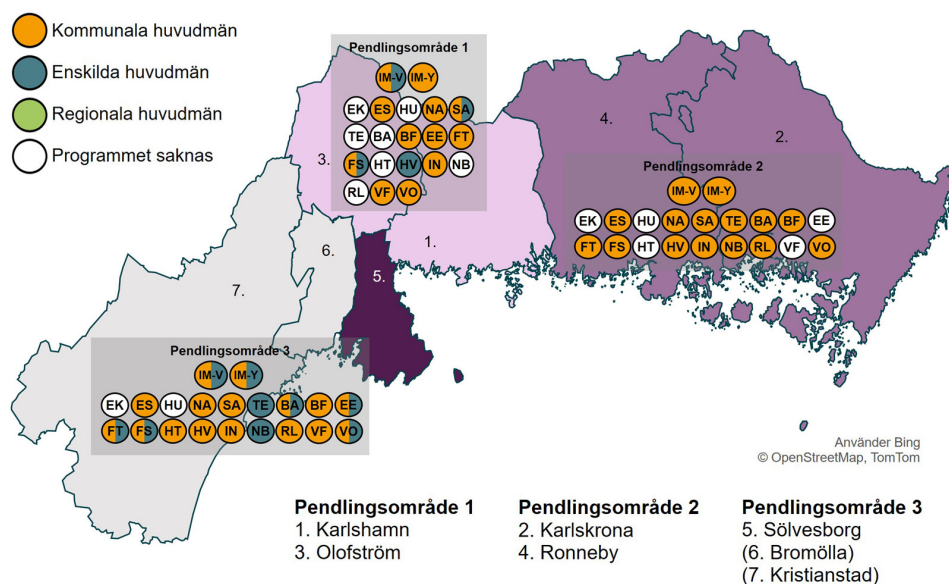 Kommunala huvudmän
Enskilda huvudmän
Regionala huvudmän
Programmet saknas
Pendlingsområde 1
IM-V IM-Y
EK ES HU NA SA
TE BA BF EE FT
FS HT HV IN NB
RL VF VO
3.
1.
4.
2.
Pendlingsområde 2
IM-V IM-Y
EK ES HU NA SA TE BA BF EE
FT FS HT HV IN NB RL VF VO
5.
6.
7.
Pendlingsområde 3
IM-V IM-Y
EK ES HU NA SA TE BA BF EE
FT FS HT HV IN NB RL VF VO
Använder Bing
© OpenStreetMap, TomTom
Pendlingsområde 1
1. Karlshamn
3. Olofström
Pendlingsområde 2
2. Karlskrona
4. Ronneby
Pendlingsområde 3
5. Sölvesborg
(6. Bromölla)
(7. Kristianstad)